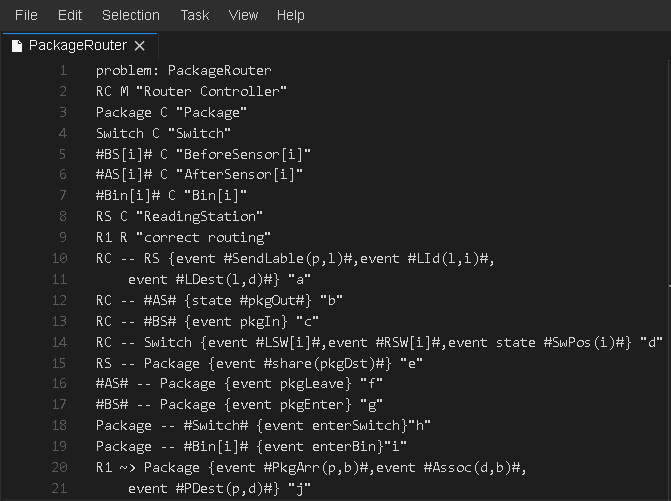 File Edit Selection Task View Help
PackageRouter ×
1 problem: PackageRouter
2 RC M "Router Controller"
3 Package C "Package"
4 Switch C "Switch"
5 #BS[i]# C "BeforeSensor[i]"
6 #AS[i]# C "AfterSensor[i]"
7 #Bin[i]# C "Bin[i]"
8 RS C "ReadingStation"
9 R1 R "correct routing"
10 RC -- RS {event #SendLable(p,l)#,event #LId(l,i)#,
11 event #LDest(l,d)#} "a"
12 RC -- #AS# {state #pkgOut#} "b"
13 RC -- #BS# {event pkgIn} "c"
14 RC -- Switch {event #LSW[i]#,event #RSW[i]#,event state #SwPos(i)#} "d"
15 RS -- Package {event #share(pkgDst)#} "e"
16 #AS# -- Package {event pkgLeave} "f"
17 #BS# -- Package {event pkgEnter} "g"
18 Package -- #Switch# {event enterSwitch}"h"
19 Package -- #Bin[i]# {event enterBin}"i"
20 R1 ~> Package {event #PkgArr(p,b)#,event #Assoc(d,b)#,
21 event #PDest(p,d)#} "j"